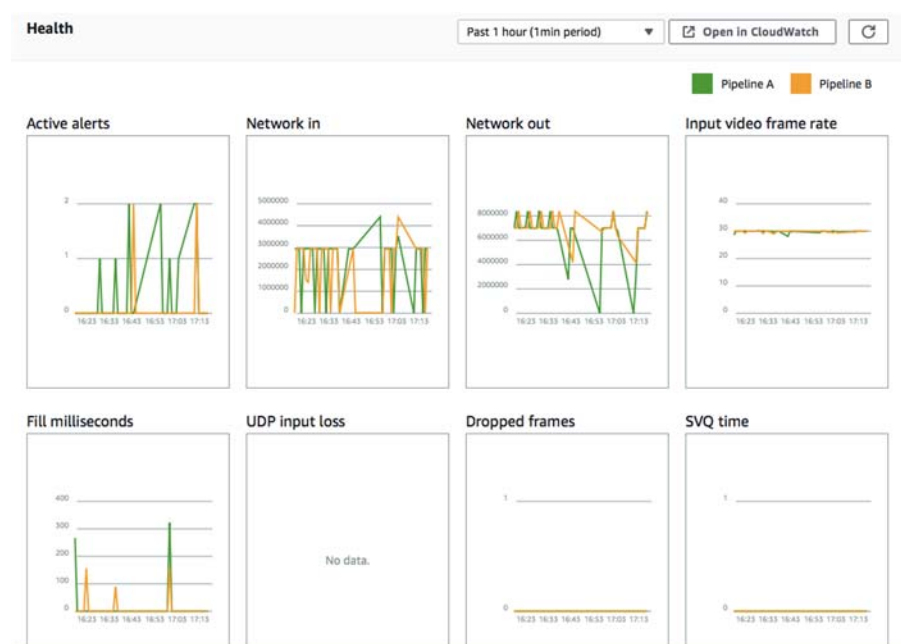 Health
Past 1 hour (1min period)
Open in CloudWatch
Pipeline A
Pipeline B
Active alerts
2
1
0
16:23 16:33 16:43 16:53 17:03 17:13
Network in
5000000
4000000
3000000
2000000
1000000
0
16:23 16:33 16:43 16:53 17:03 17:13
Network out
8000000
6000000
4000000
2000000
0
16:23 16:33 16:43 16:53 17:03 17:13
Input video frame rate
40
30
20
10
0
16:23 16:33 16:43 16:53 17:03 17:13
Fill milliseconds
400
300
200
100
0
16:23 16:33 16:43 16:53 17:03 17:13
UDP input loss
No data.
Dropped frames
1
0
16:23 16:33 16:43 16:53 17:03 17:13
SVQ time
1
0
16:23 16:33 16:43 16:53 17:03 17:13